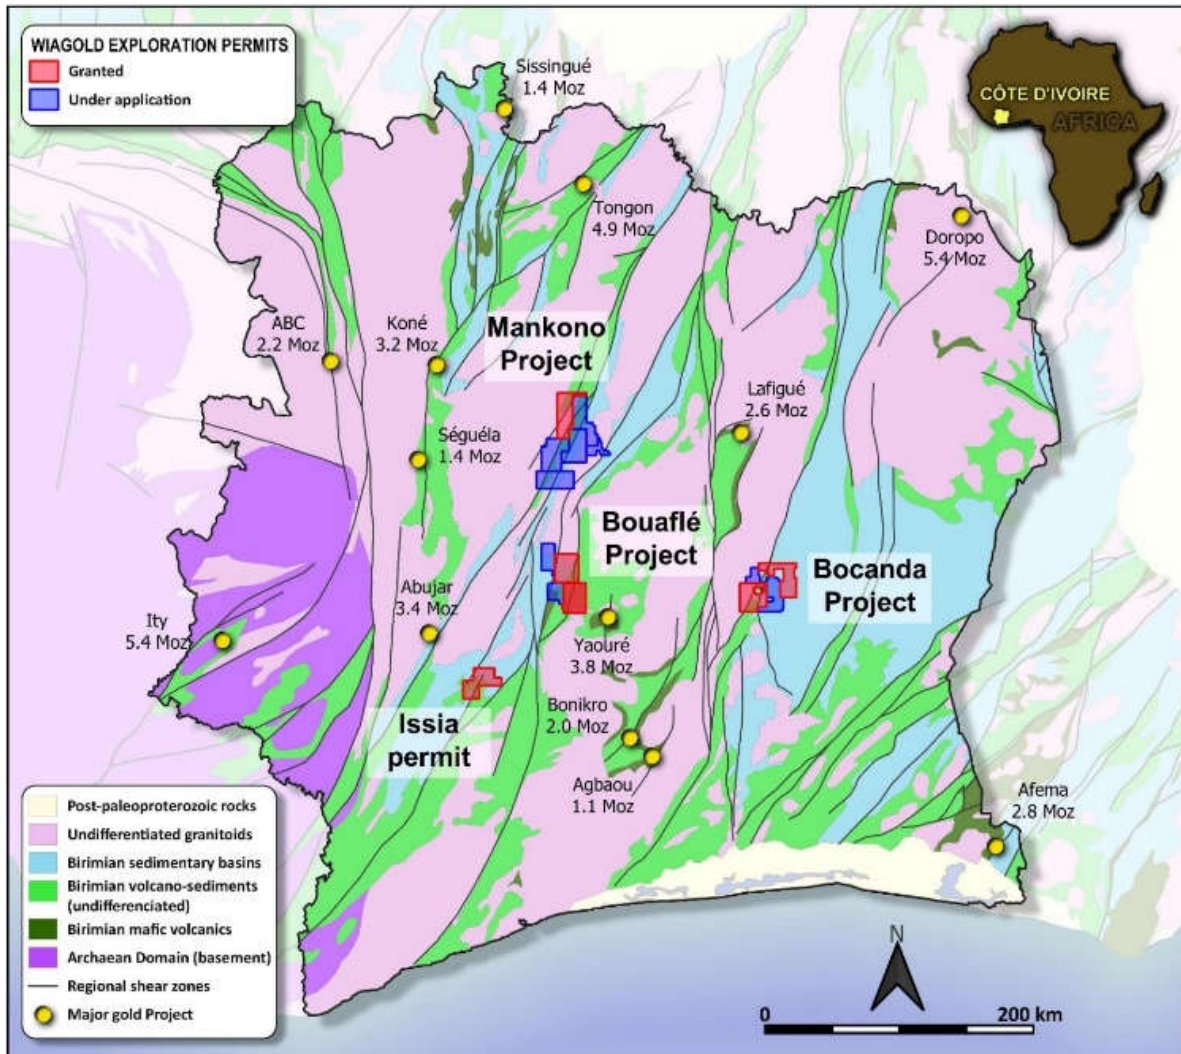 WIAGOLD EXPLORATION PERMITS
Granted
Under application
Sissingué
1.4 Moz
CÔTE D'IVOIRE
AFRICA
Tongon
4.9 Moz
Doropo
5.4 Moz
ABC
2.2 Moz
Koné
3.2 Moz
Mankono
Project
Lafigué
2.6 Moz
Séguéla
1.4 Moz
Bouaflé
Project
Bocanda
Project
Abujar
3.4 Moz
Ity
5.4 Moz
Yaouré
3.8 Moz
Issia
permit
Bonikro
2.0 Moz
Agbaou
1.1 Moz
Afema
2.8 Moz
Post-paleoproterozoic rocks
Undifferentiated granitoids
Birimian sedimentary basins
Birimian volcano-sediments
(undifferenciated)
Birimian mafic volcanics
Archaean Domain (basement)
Regional shear zones
Major gold Project
N
0 200 km